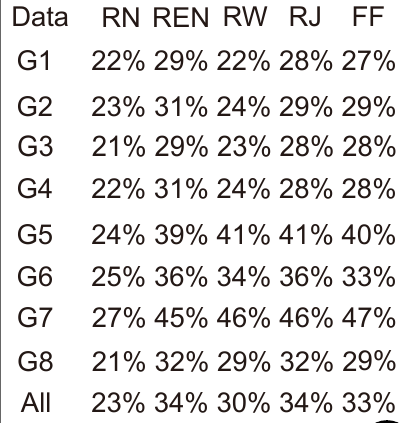 Data RN REN RW RJ FF
G1 22% 29% 22% 28% 27%
G2 23% 31% 24% 29% 29%
G3 21% 29% 23% 28% 28%
G4 22% 31% 24% 28% 28%
G5 24% 39% 41% 41% 40%
G6 25% 36% 34% 36% 33%
G7 27% 45% 46% 46% 47%
G8 21% 32% 29% 32% 29%
All 23% 34% 30% 34% 33%